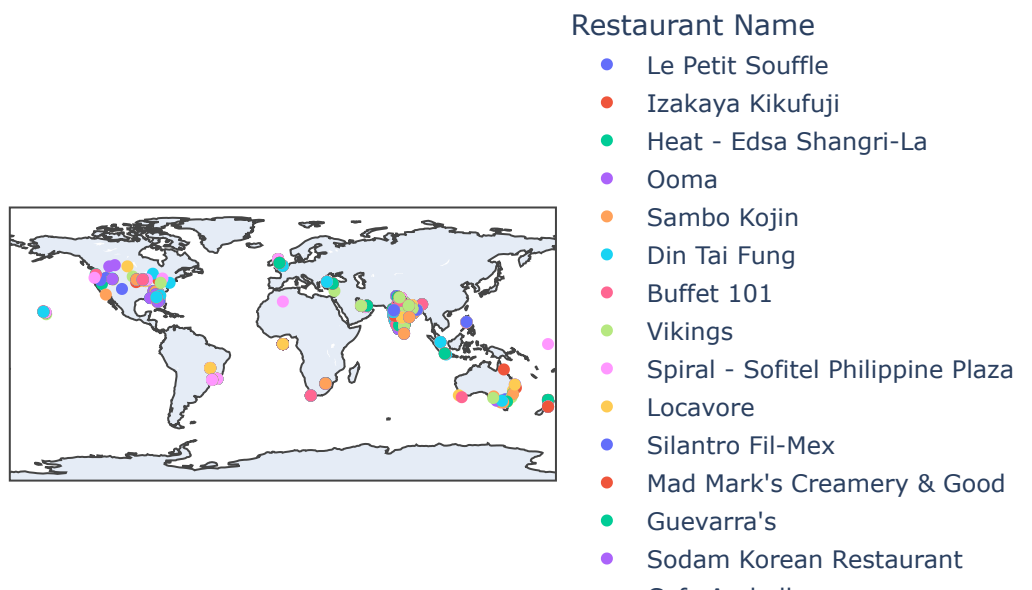 Restaurant Name
Le Petit Souffle
Izakaya Kikufuji
Heat - Edsa Shangri-La
Ooma
Sambo Kojin
Din Tai Fung
Buffet 101
Vikings
Spiral - Sofitel Philippine Plaza
Locavore
Silantro Fil-Mex
Mad Mark's Creamery & Good
Guevarra's
Sodam Korean Restaurant